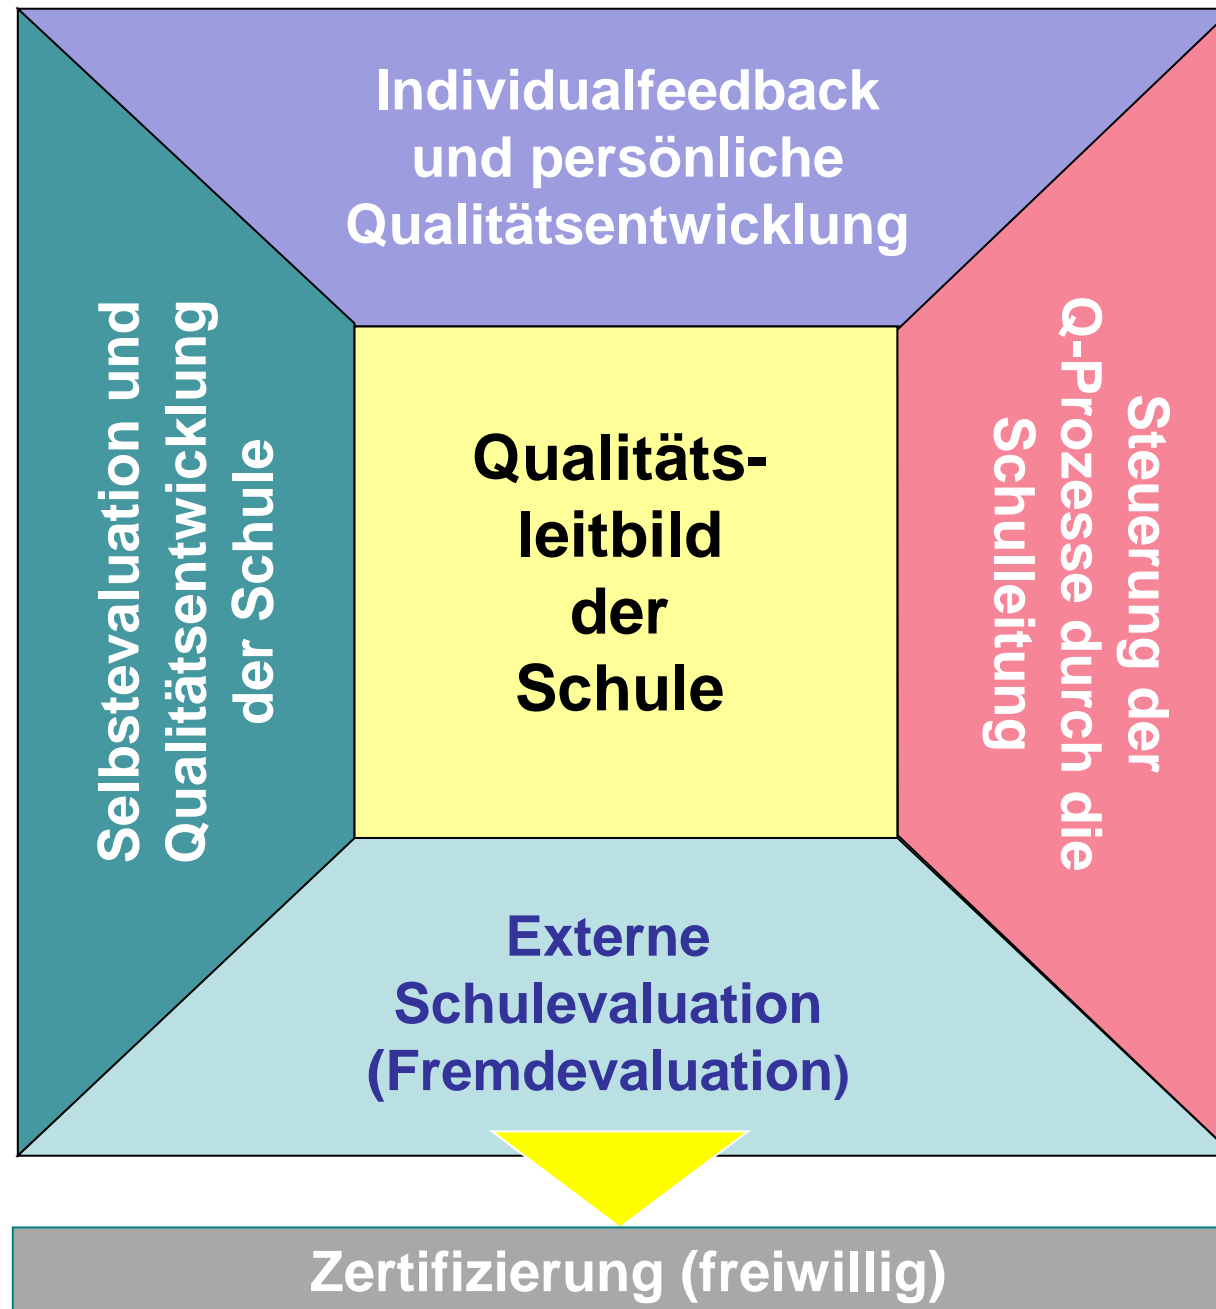 Individualfeedback
und persönliche
Qualitätsentwicklung
Selbstevaluation und
Qualitätsentwicklung
der Schule
Qualitäts-
leitbild
der
Schule
Steuerung der
Q-Prozesse durch die
Schulleitung
Externe
Schulevaluation
(Fremdevaluation)
Zertifizierung (freiwillig)